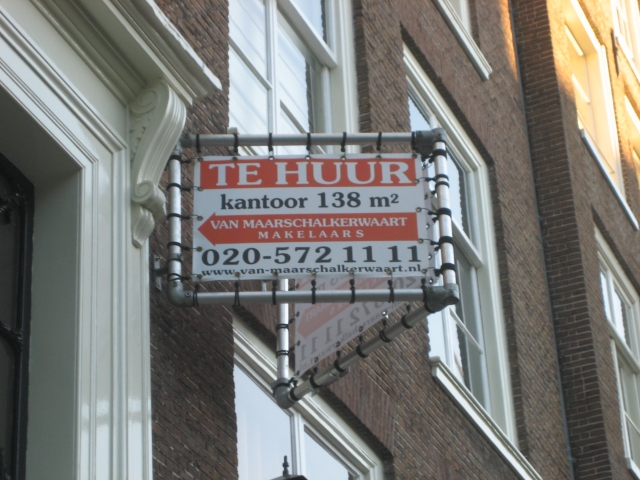 TE HUUR
kantoor 138 m²
VAN MAARSCHALKERWAART
MAKELAARS
020-572 11 11
www.van-maarschalkerwaart.nl